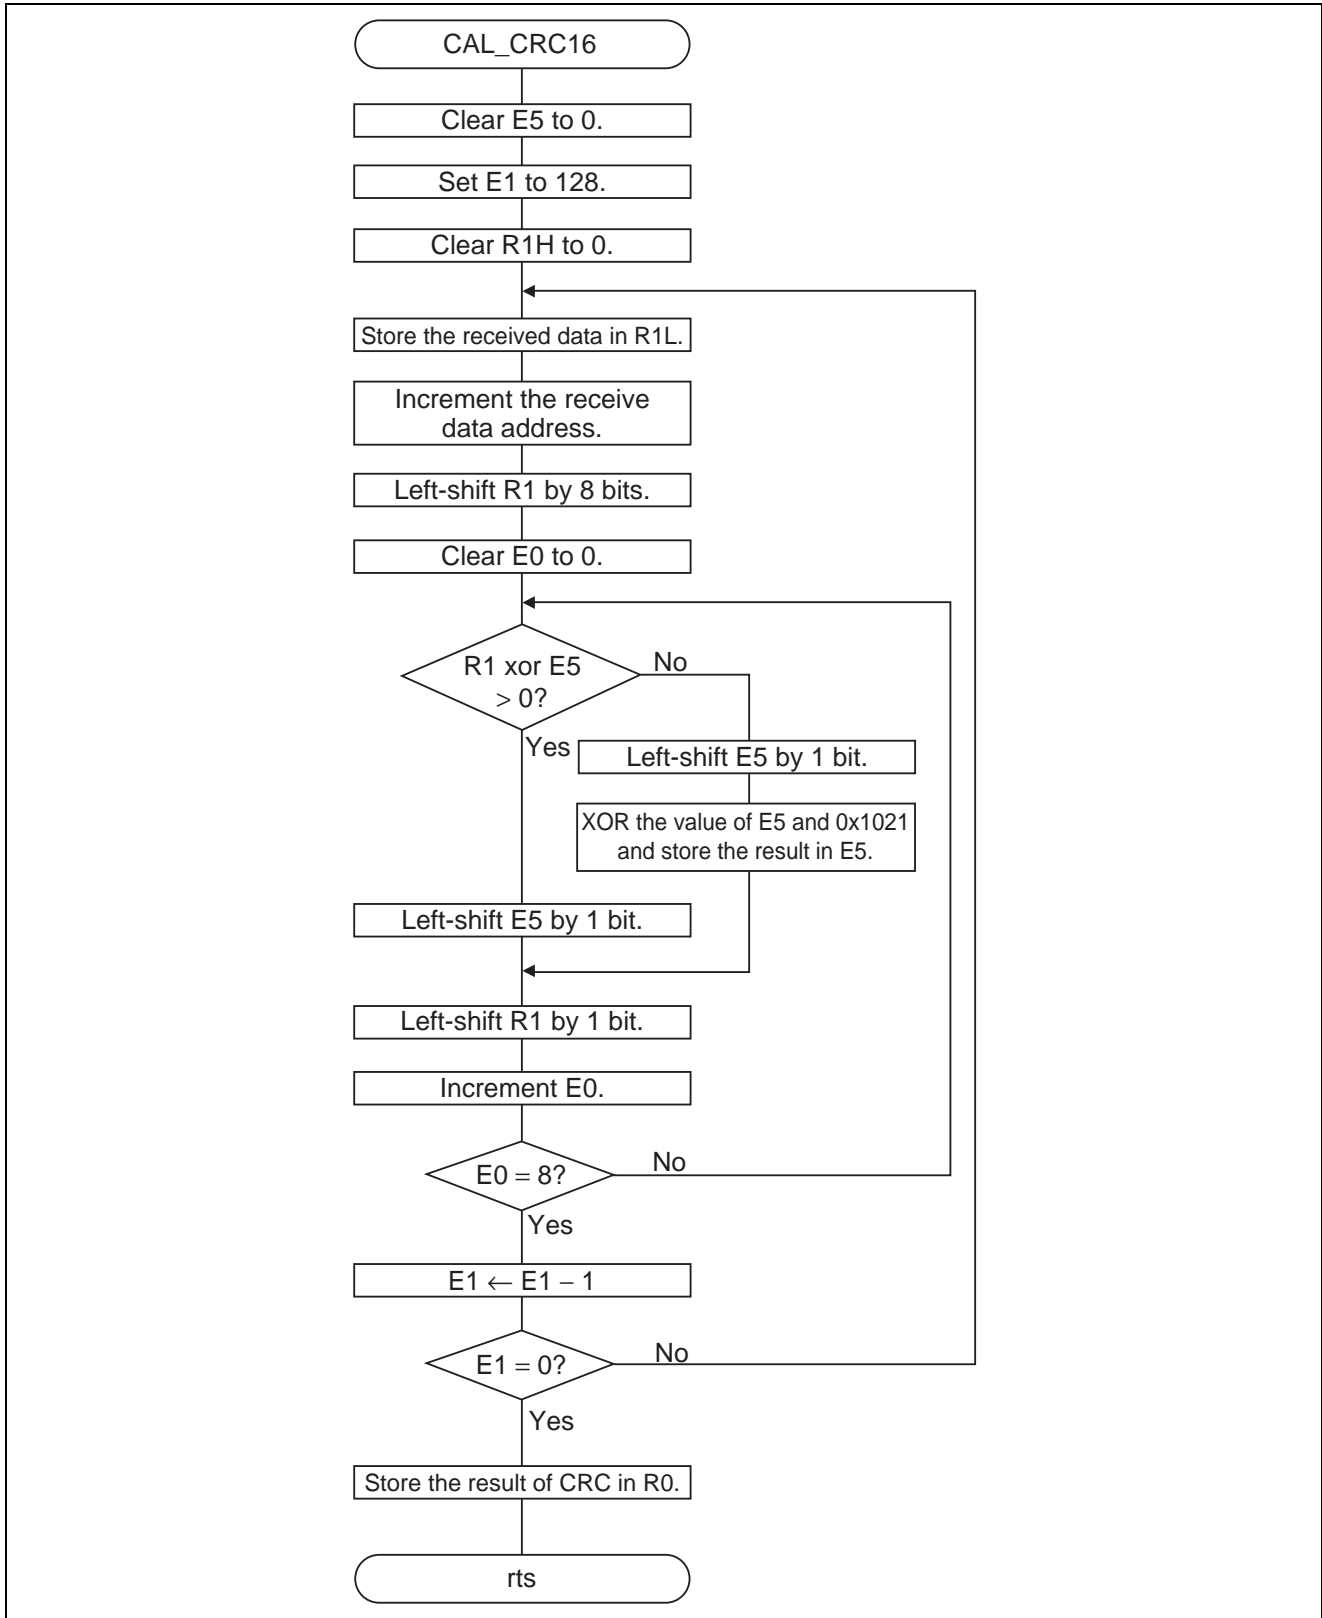 CAL_CRC16
Clear E5 to 0.
Set E1 to 128.
Clear R1H to 0.
Store the received data in R1L.
Increment the receive
data address.
Left-shift R1 by 8 bits.
Clear E0 to 0.
R1 xor E5
> 0?
No
Yes
Left-shift E5 by 1 bit.
XOR the value of E5 and 0x1021
and store the result in E5.
Left-shift E5 by 1 bit.
Left-shift R1 by 1 bit.
Increment E0.
E0 = 8?
No
Yes
E1 ← E1 − 1
E1 = 0?
No
Yes
Store the result of CRC in R0.
rts